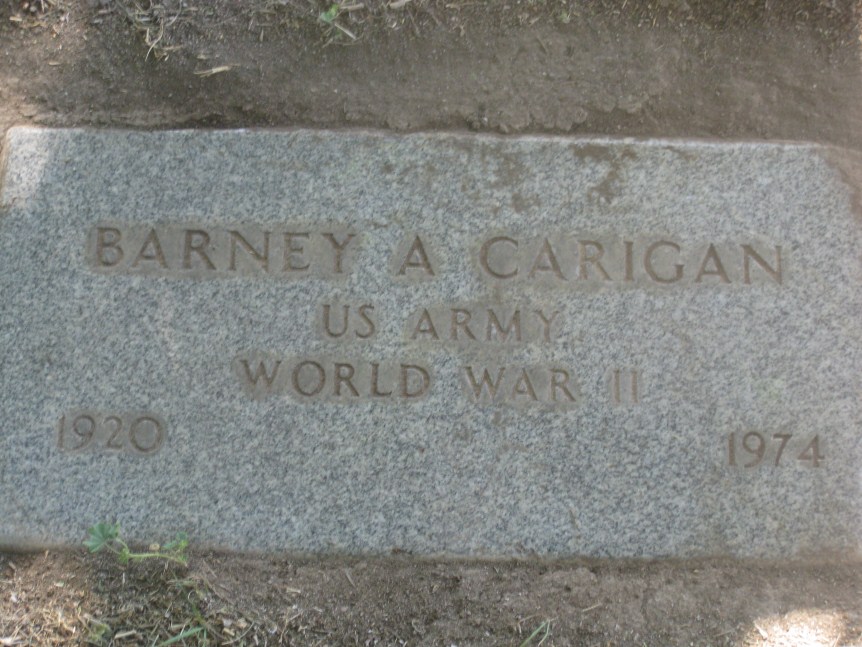 BARNEY A CARIGAN
US ARMY
WORLD WAR II
1920 1974